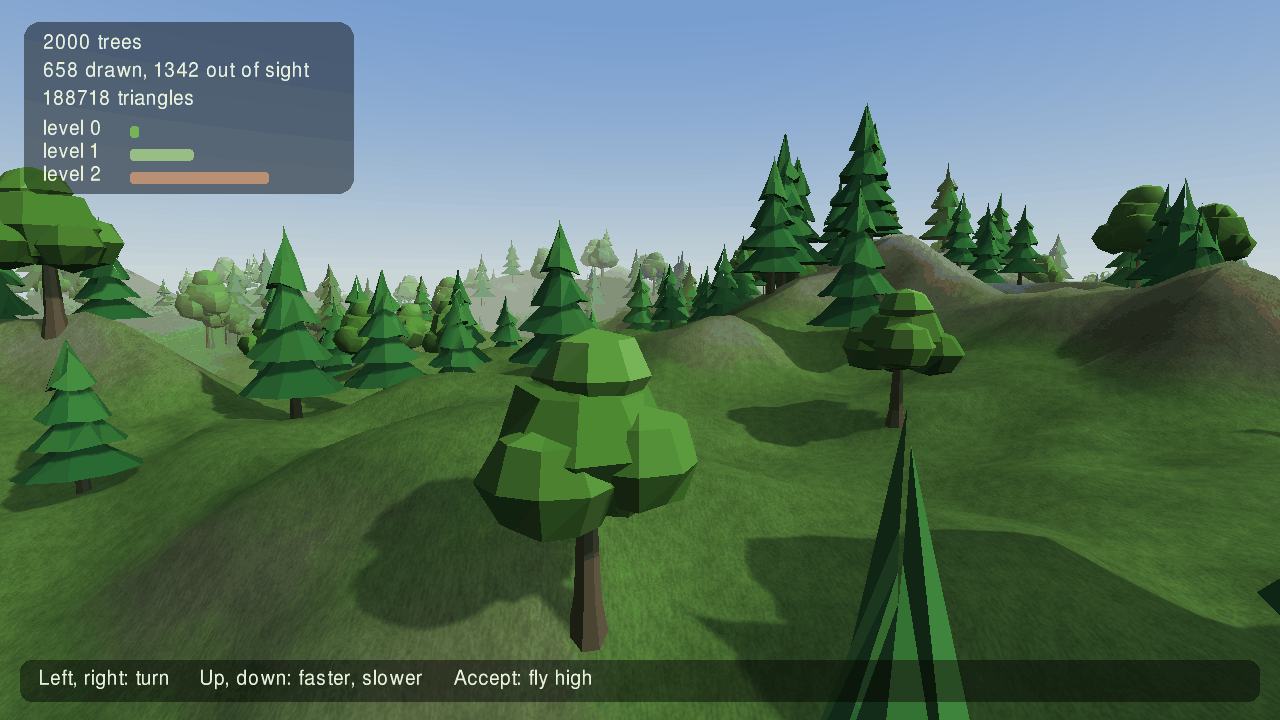 2000 trees
658 drawn, 1342 out of sight
188718 triangles
level 0
level 1
level 2
Left, right: turn Up, down: faster, slower Accept: fly high